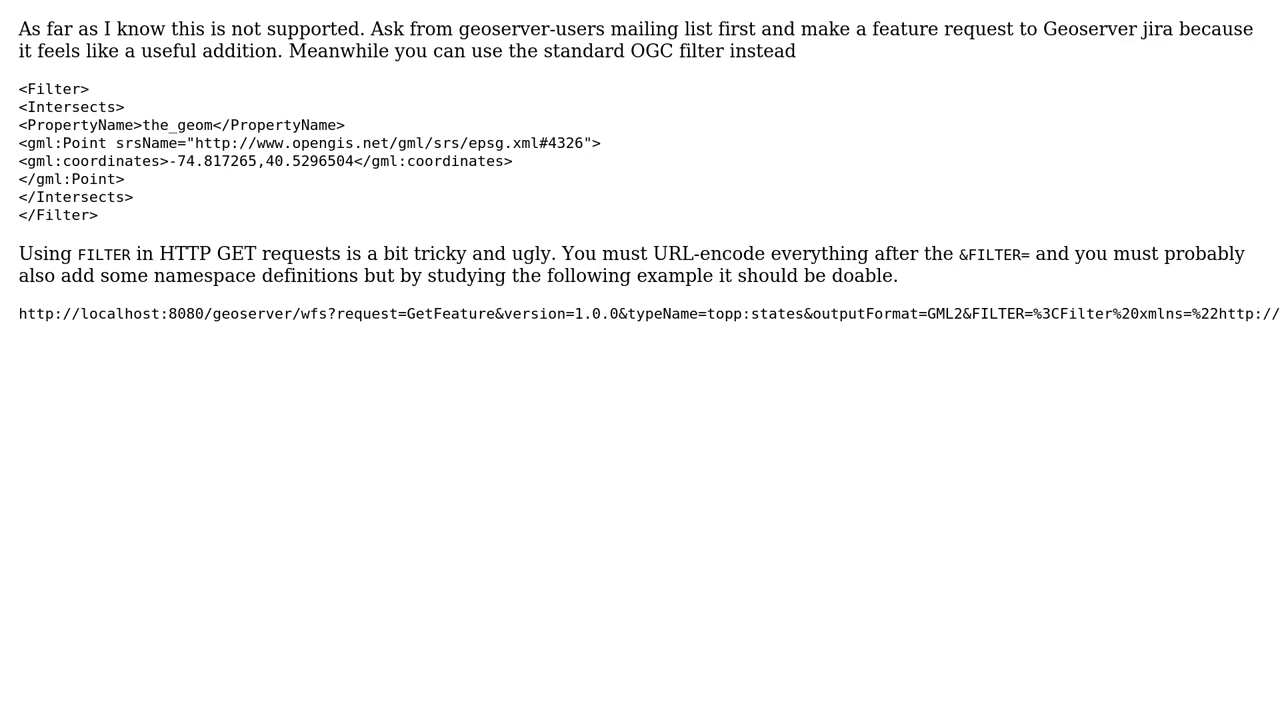 As far as I know this is not supported. Ask from geoserver-users mailing list first and make a feature request to Geoserver jira because
it feels like a useful addition. Meanwhile you can use the standard OGC filter instead
<Filter>
<Intersects>
<PropertyName>the_geom</PropertyName>
<gml:Point srsName="http://www.opengis.net/gml/srs/epsg.xml#4326">
<gml:coordinates>-74.817265,40.5296504</gml:coordinates>
</gml:Point>
</Intersects>
</Filter>
Using FILTER in HTTP GET requests is a bit tricky and ugly. You must URL-encode everything after the &FILTER= and you must probably
also add some namespace definitions but by studying the following example it should be doable.
http://localhost:8080/geoserver/wfs?request=GetFeature&version=1.0.0&typeName=topp:states&outputFormat=GML2&FILTER=%3CFilter%20xmlns=%22http://